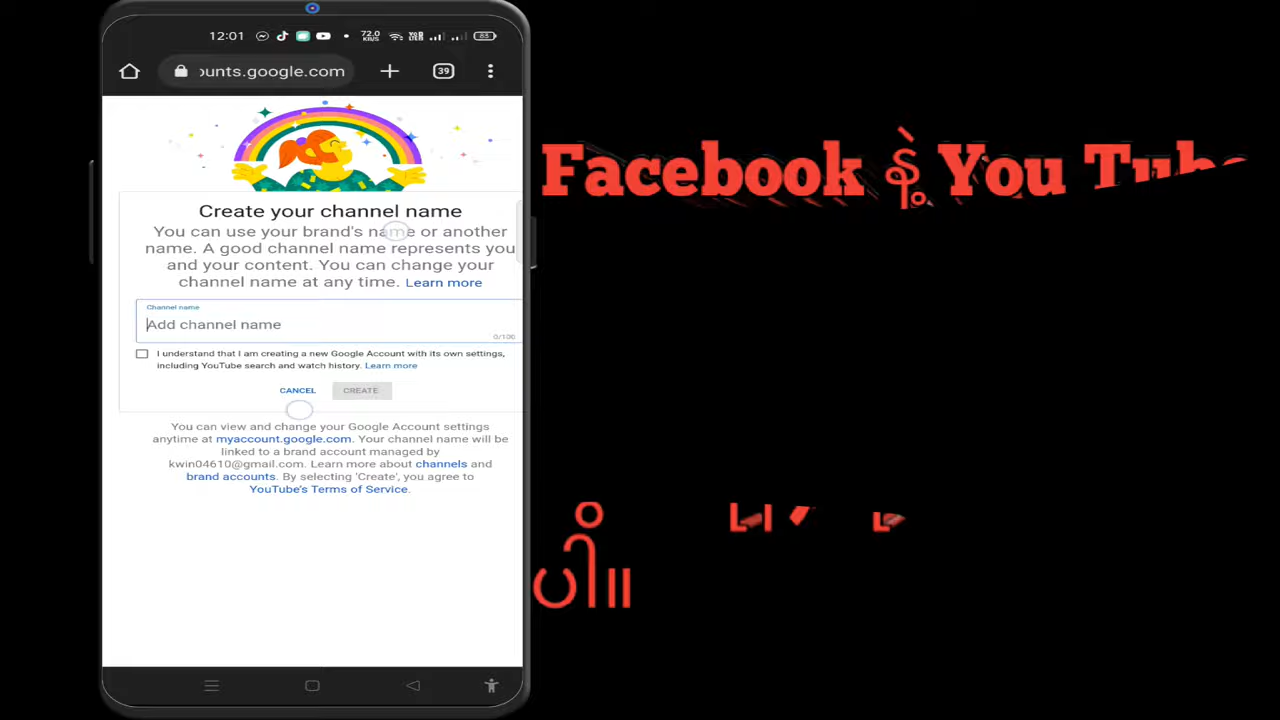 12:01
72.0 KB/S
83
ounts.google.com
39
Create your channel name
You can use your brand's name or another
name. A good channel name represents you
and your content. You can change your
channel name at any time. Learn more
Channel name
Add channel name
0/100
I understand that I am creating a new Google Account with its own settings,
including YouTube search and watch history. Learn more
CANCEL CREATE
You can view and change your Google Account settings
anytime at myaccount.google.com. Your channel name will be
linked to a brand account managed by
kwin04610@gmail.com. Learn more about channels and
brand accounts. By selecting 'Create', you agree to
YouTube's Terms of Service.
Facebook နဲ့ You Tube
ပါ။